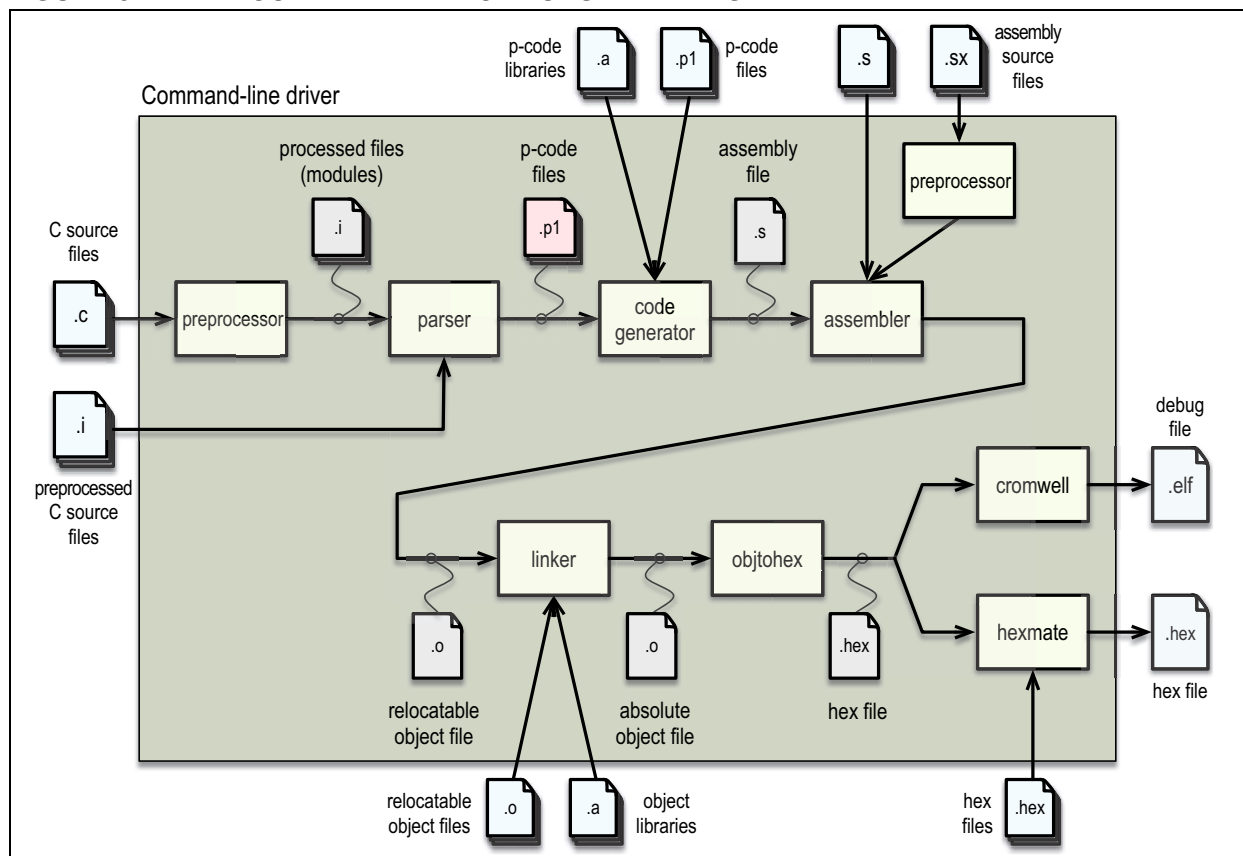 p-code
libraries
.a
.p1
p-code
files
.s
.sx
assembly
source
files
Command-line driver
processed files
(modules)
.i
p-code
files
.p1
assembly
file
.s
preprocessor
C source
files
.c
preprocessor
parser
code
generator
assembler
.i
preprocessed
C source
files
debug
file
cromwell
.elf
linker
objtohex
.o
relocatable
object file
.o
absolute
object file
.hex
hex file
hexmate
.hex
hex file
relocatable
object files
.o
.a
object
libraries
hex
files
.hex